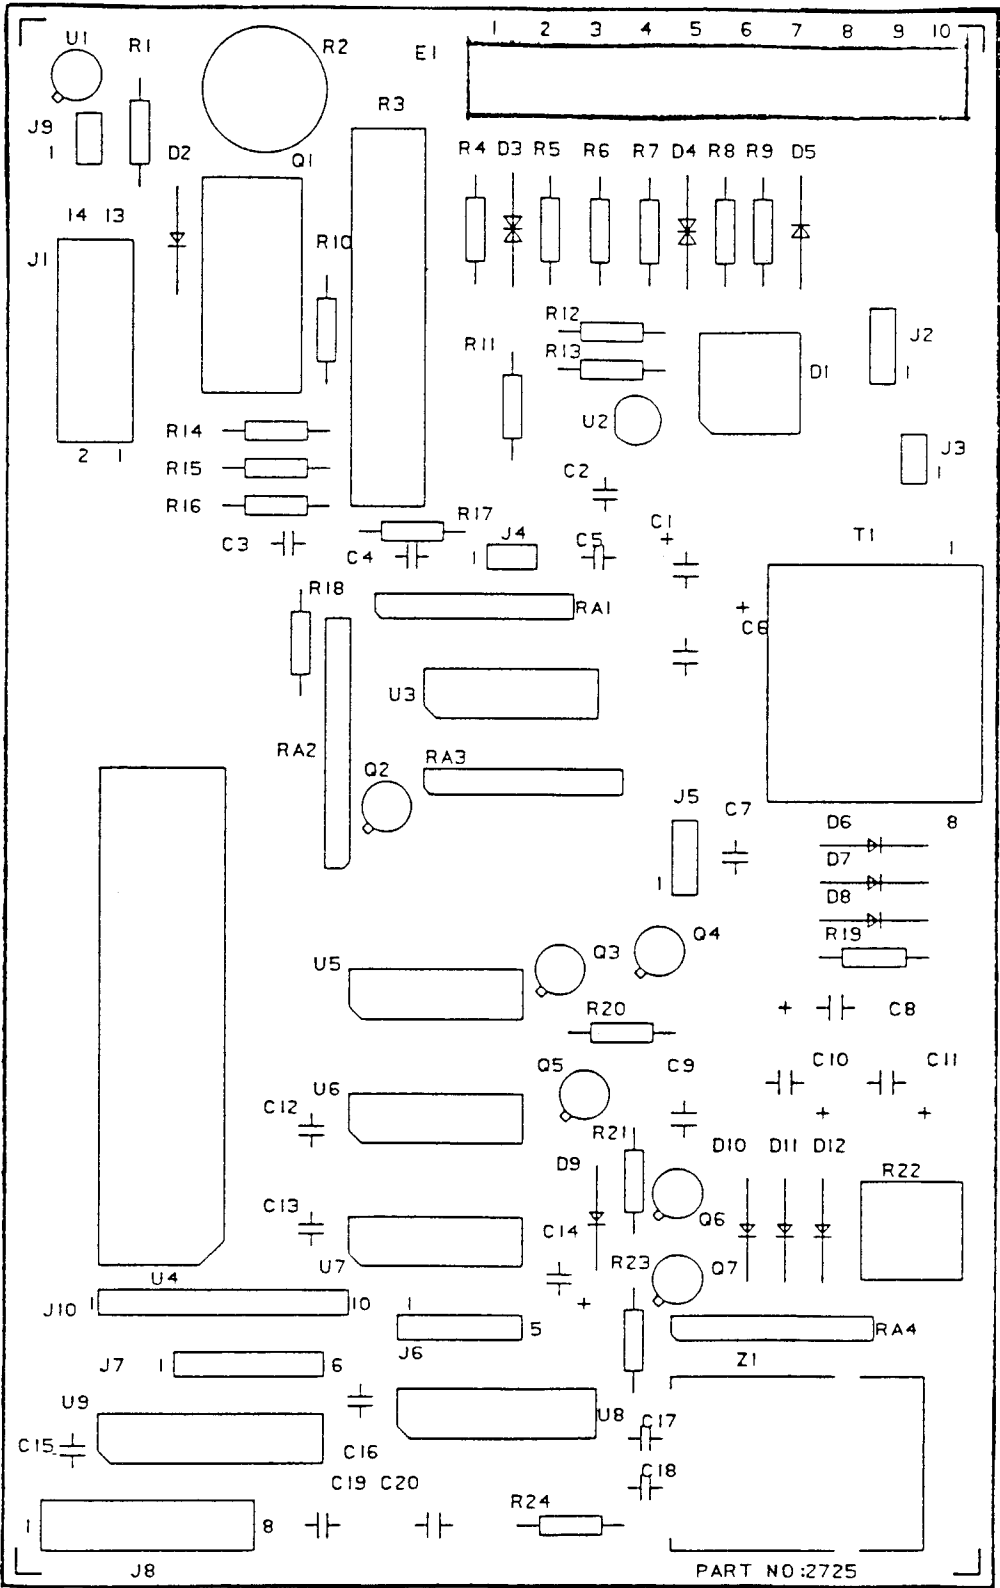 1 2 3 4 5 6 7 8 9 10
U1 R1 R2 E1
R3
J9
1 D2 Q1
R4 D3 R5 R6 R7 D4 R8 R9 D5
14 13
J1 R10
R12
R11 R13 J2
D1 1
U2
R14
2 1 J3
R15 C2 1
R16
R17 C1
C3 C4 1 J4 C5 + T1
1
R18
RA1 +
C6
U3
RA2 RA3
Q2
J5 C7
D6 8
D7
1 D8
R19
Q4
U5 Q3
R20 + C8
Q5 C9 C10 C11
U6
C12 + +
R21 D10 D11 D12
D9 R22
C13 C14 Q6
U7 R23 Q7
U4
J10 1 10 1 +
5 RA4
J7 1 6 J6 Z1
U9 U8 C17
C15 C16
C19 C20 C18
R24
1 8
J8 PART NO:2725